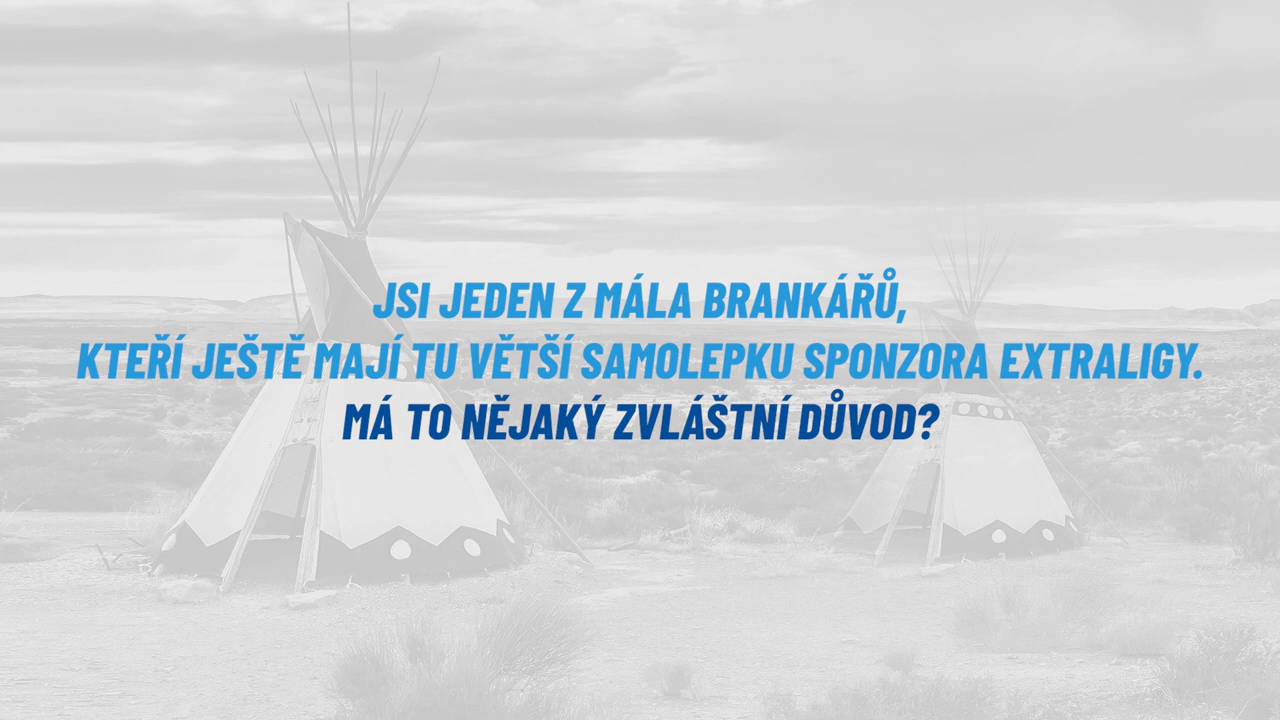 JSI JEDEN Z MÁLA BRANKÁŘŮ,
KTEŘÍ JEŠTĚ MAJÍ TU VĚTŠÍ SAMOLEPKU SPONZORA EXTRALIGY.
MÁ TO NĚJAKÝ ZVLÁŠTNÍ DŮVOD?